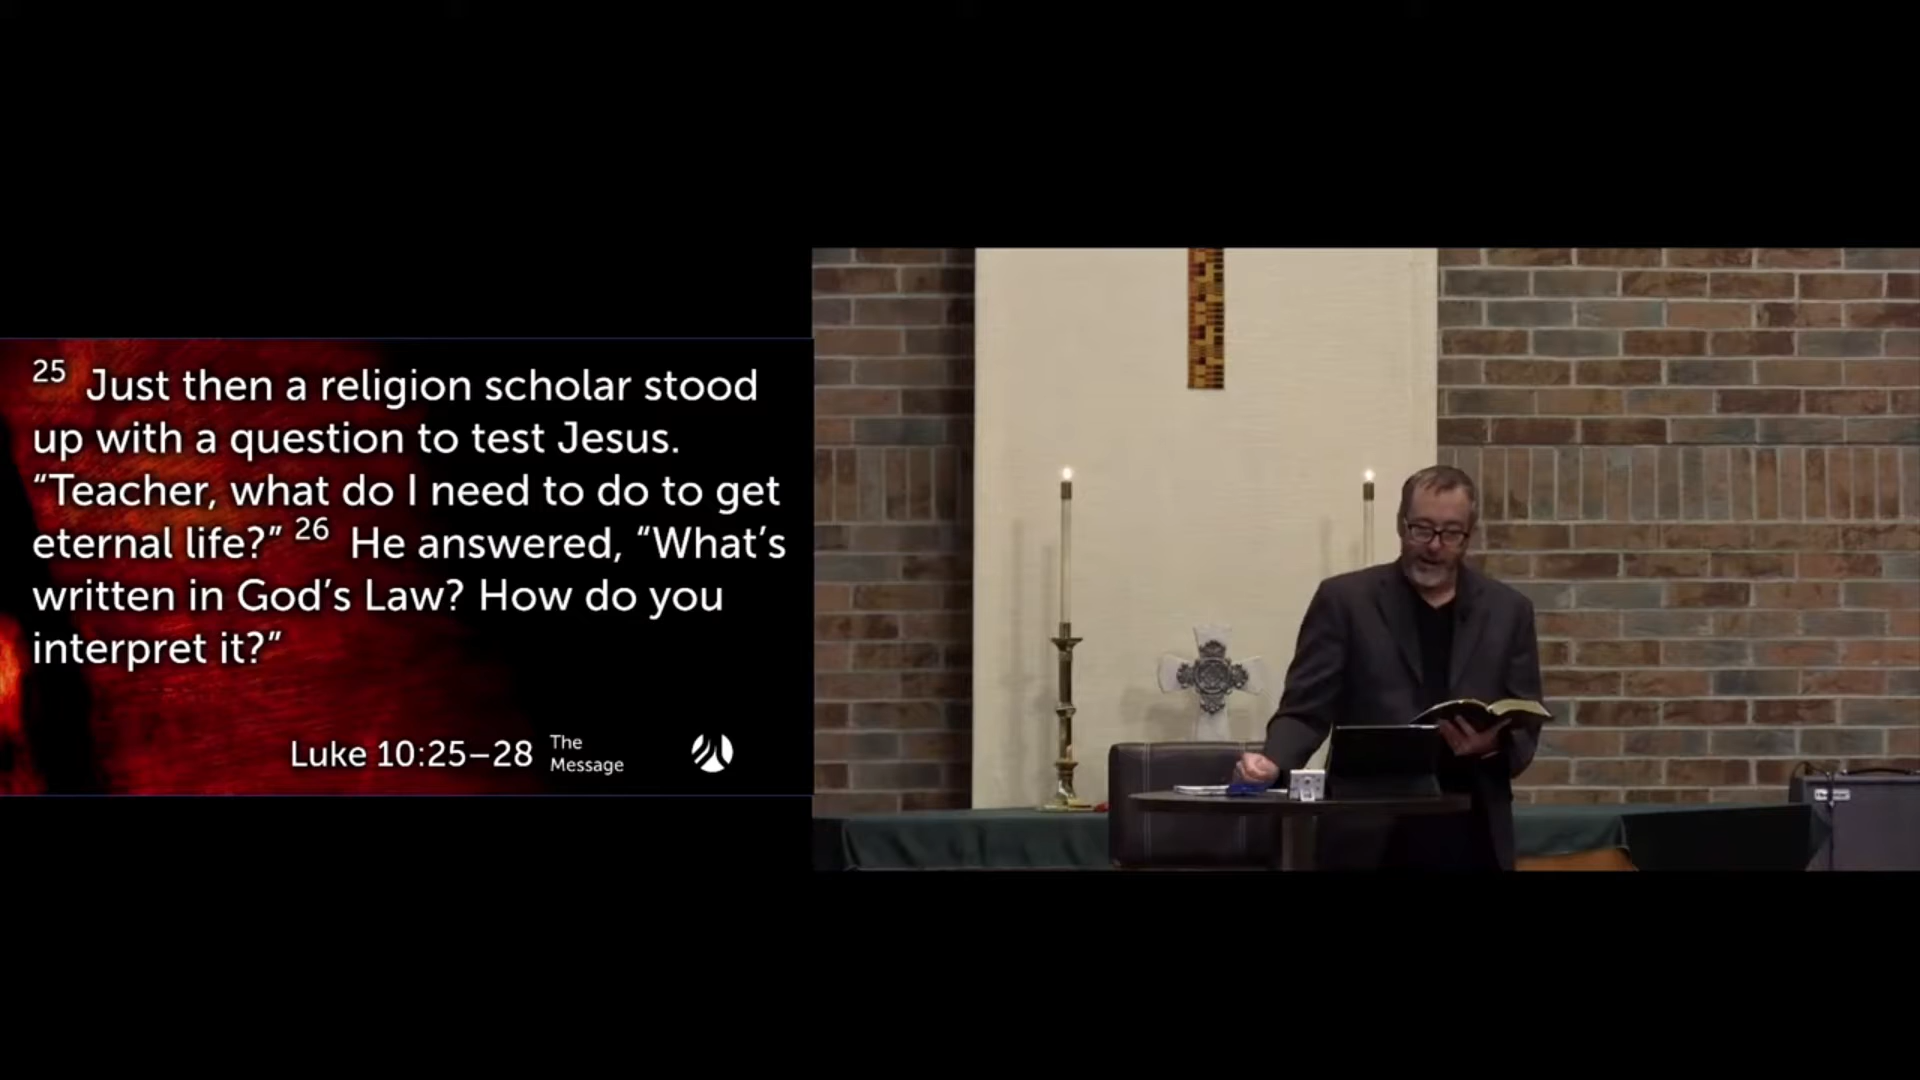 25 Just then a religion scholar stood
up with a question to test Jesus.
“Teacher, what do I need to do to get
eternal life?” 26 He answered, “What’s
written in God’s Law? How do you
interpret it?”
Luke 10:25–28 The Message